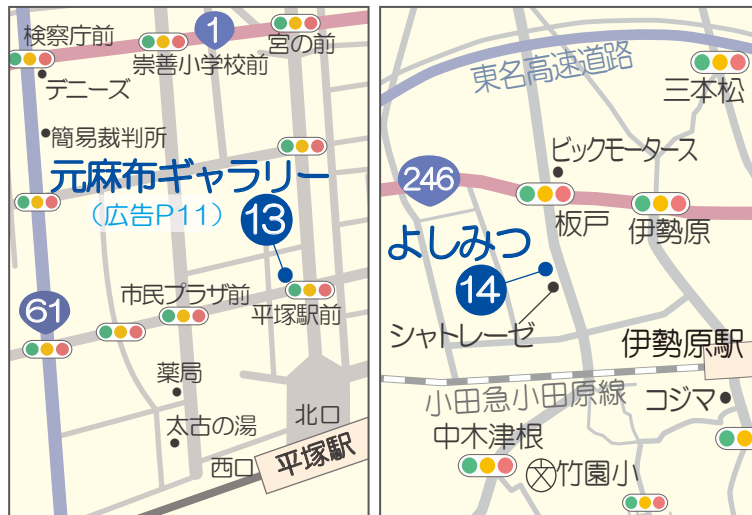 検察庁前
1
宮の前
崇善小学校前
デニーズ
簡易裁判所
元麻布ギャラリー
（広告P11）
13
61
市民プラザ前
平塚駅前
薬局
太古の湯
北口
西口
平塚駅
東名高速道路
三本松
ビックモータース
246
板戸
伊勢原
よしみつ
14
シャトレーゼ
伊勢原駅
小田急小田原線
コジマ
中木津根
文
竹園小